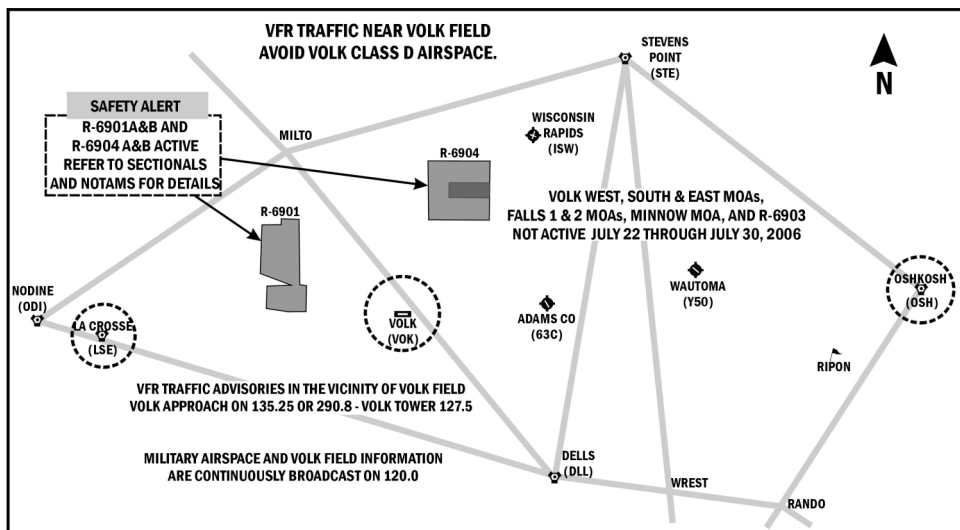 VFR TRAFFIC NEAR VOLK FIELD
AVOID VOLK CLASS D AIRSPACE.
STEVENS
POINT
(STE)
N
SAFETY ALERT
R-6901A&B AND
R-6904 A&B ACTIVE
REFER TO SECTIONALS
AND NOTAMS FOR DETAILS
MILTO
WISCONSIN
RAPIDS
(ISW)
R-6904
R-6901
VOLK WEST, SOUTH & EAST MOAs,
FALLS 1 & 2 MOAs, MINNOW MOA, AND R-6903
NOT ACTIVE JULY 22 THROUGH JULY 30, 2006
NODINE
(ODI)
LA CROSSE
(LSE)
VOLK
(VOK)
ADAMS CO
(63C)
WAUTOMA
(Y50)
OSHKOSH
(OSH)
RIPON
VFR TRAFFIC ADVISORIES IN THE VICINITY OF VOLK FIELD
VOLK APPROACH ON 135.25 OR 290.8 - VOLK TOWER 127.5
MILITARY AIRSPACE AND VOLK FIELD INFORMATION
ARE CONTINUOUSLY BROADCAST ON 120.0
DELLS
(DLL)
WREST
RANDO